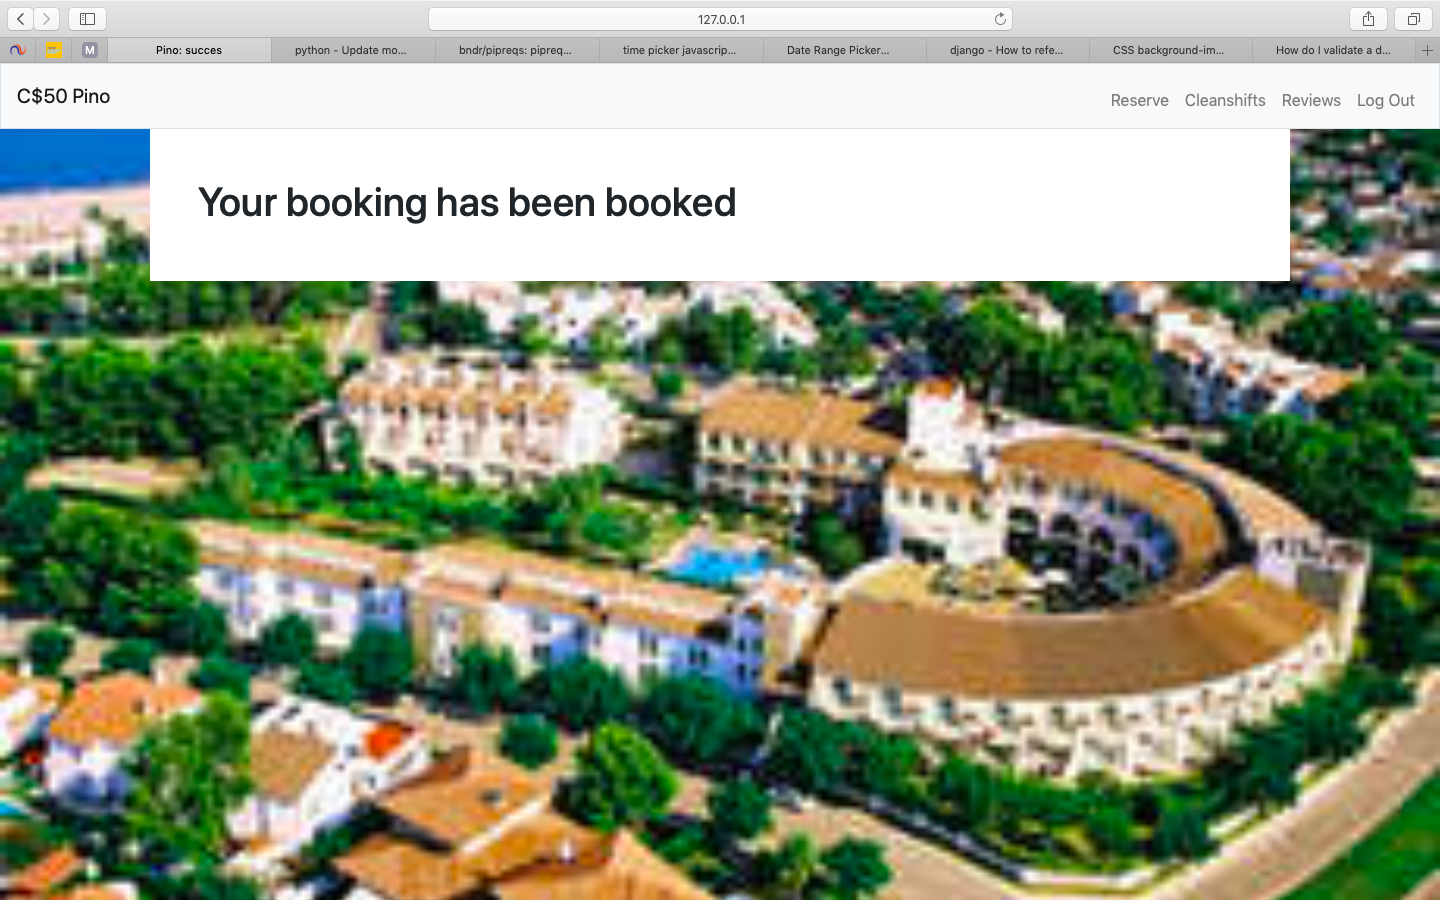 127.0.0.1
M
Pino: succes
python - Update mo...
bndr/pipreqs: pipreq...
time picker javascrip...
Date Range Picker...
django - How to refe...
CSS background-im...
How do I validate a d...
C$50 Pino
Reserve
Cleanshifts
Reviews
Log Out
Your booking has been booked